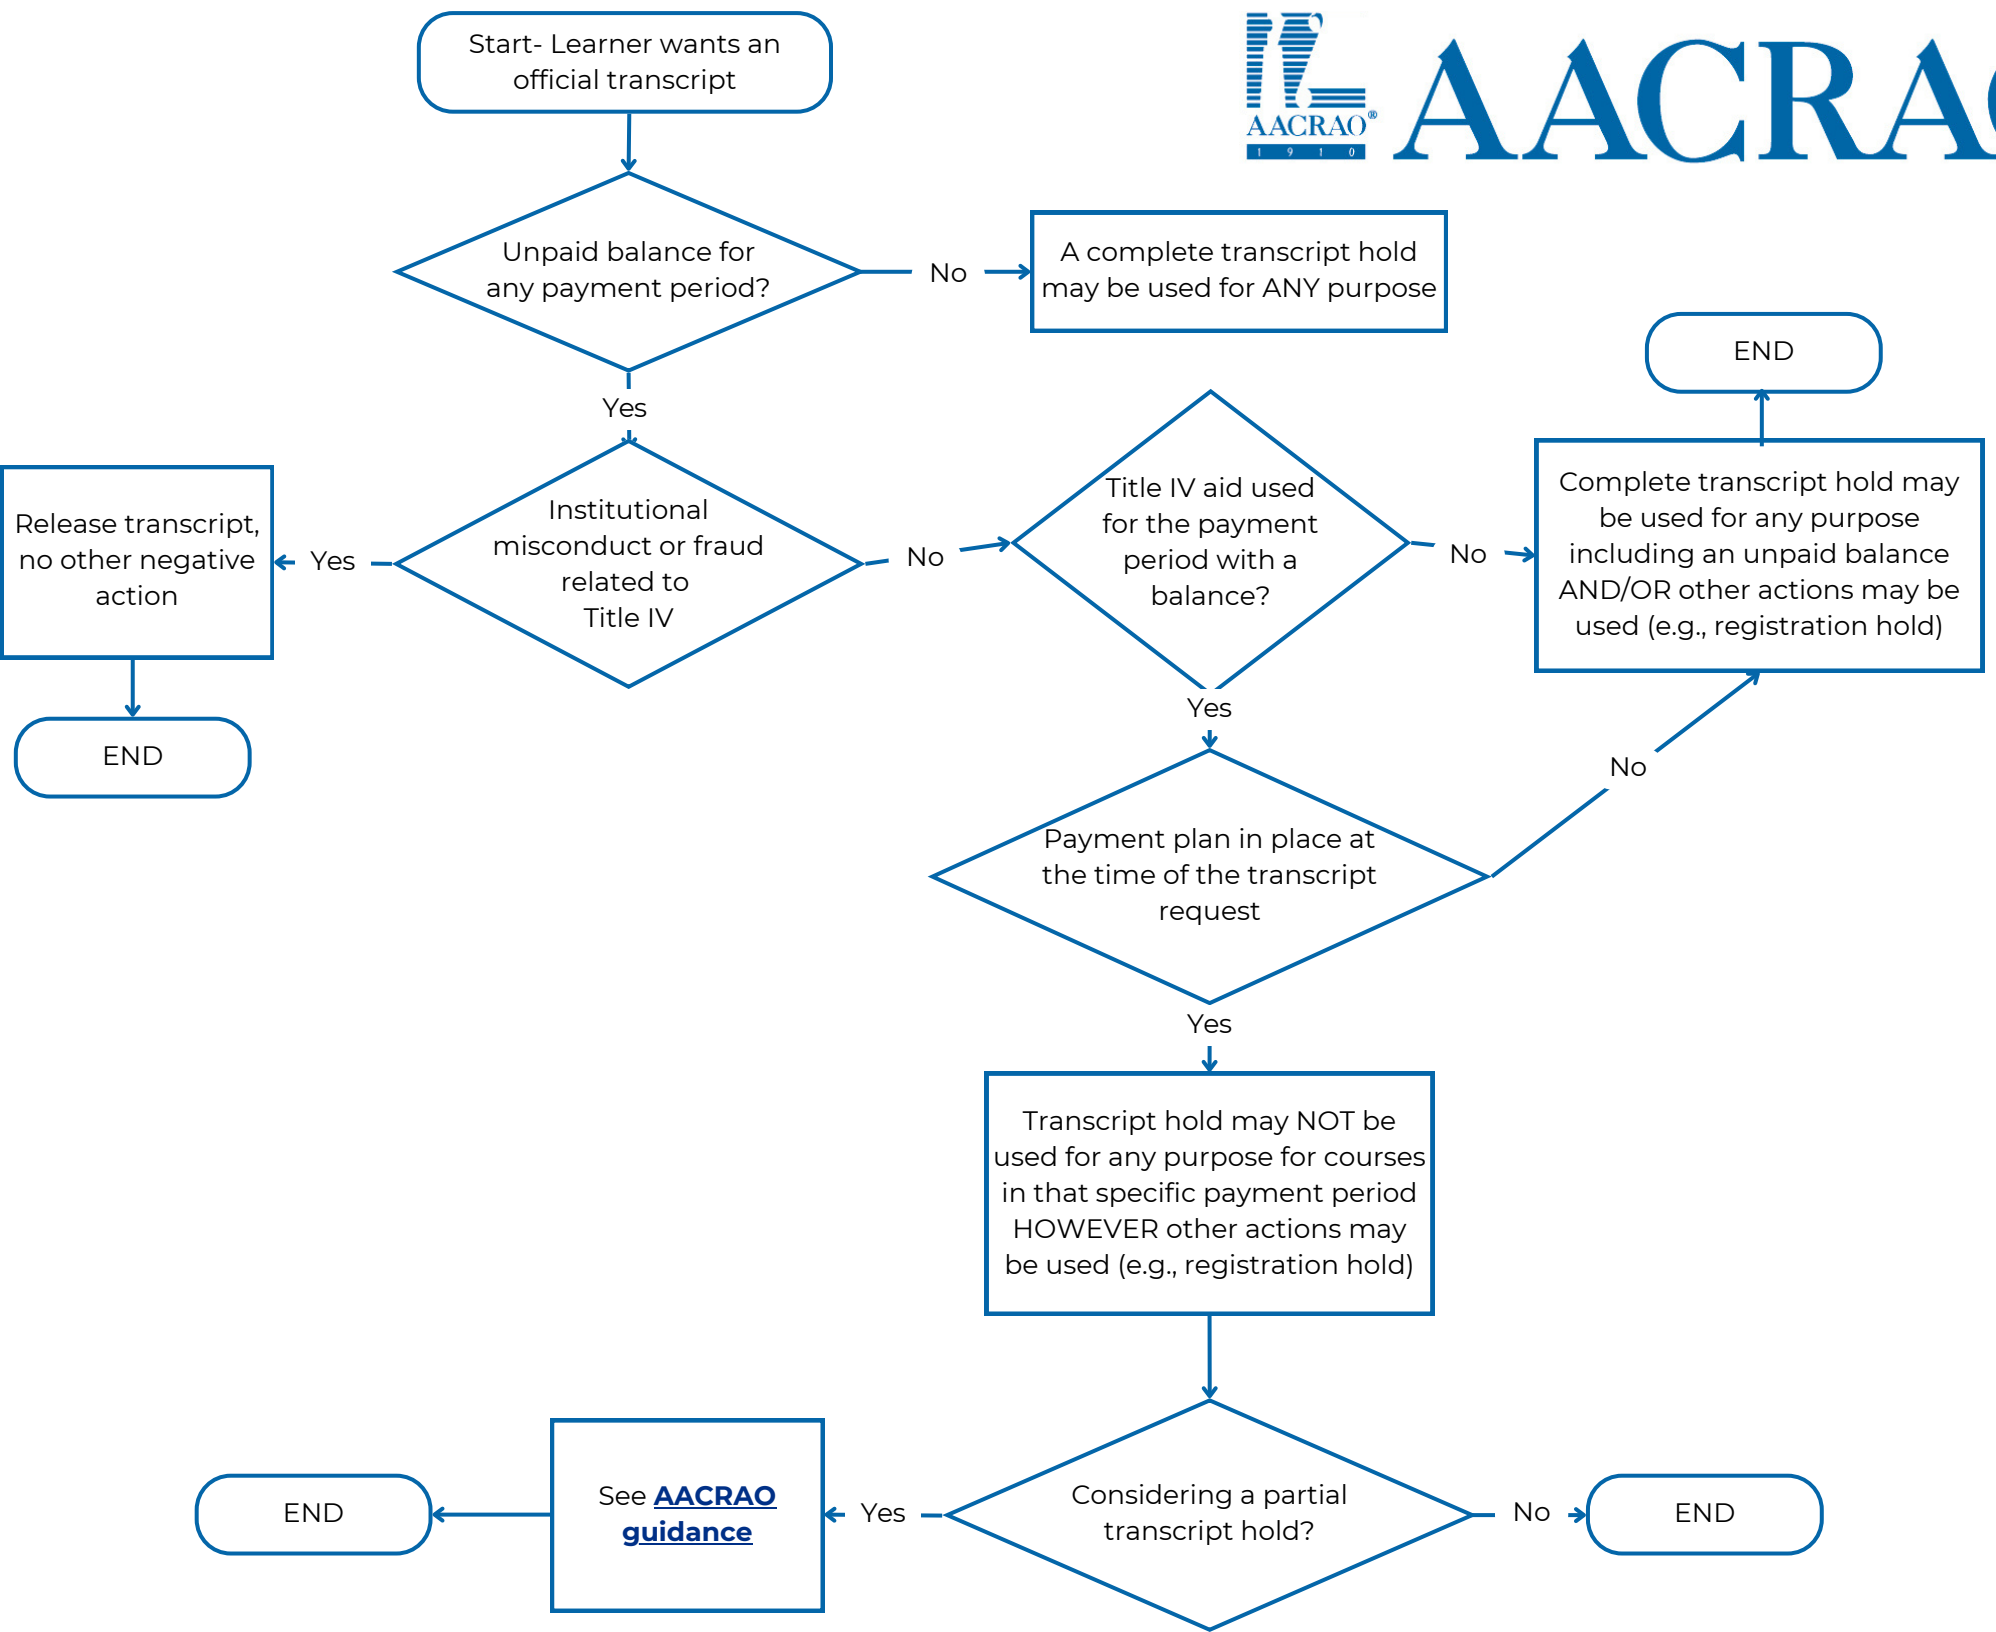 Start- Learner wants an
official transcript
AACRAO®
1 9 1 0
AACRA
Unpaid balance for
any payment period?
No
A complete transcript hold
may be used for ANY purpose
END
Yes
Release transcript,
no other negative
action
Yes
Institutional
misconduct or fraud
related to
Title IV
No
Title IV aid used
for the payment
period with a
balance?
No
Complete transcript hold may
be used for any purpose
including an unpaid balance
AND/OR other actions may be
used (e.g., registration hold)
END
Yes
No
Payment plan in place at
the time of the transcript
request
Yes
Transcript hold may NOT be
used for any purpose for courses
in that specific payment period
HOWEVER other actions may
be used (e.g., registration hold)
END
See AACRAO
guidance
Yes
Considering a partial
transcript hold?
No
END